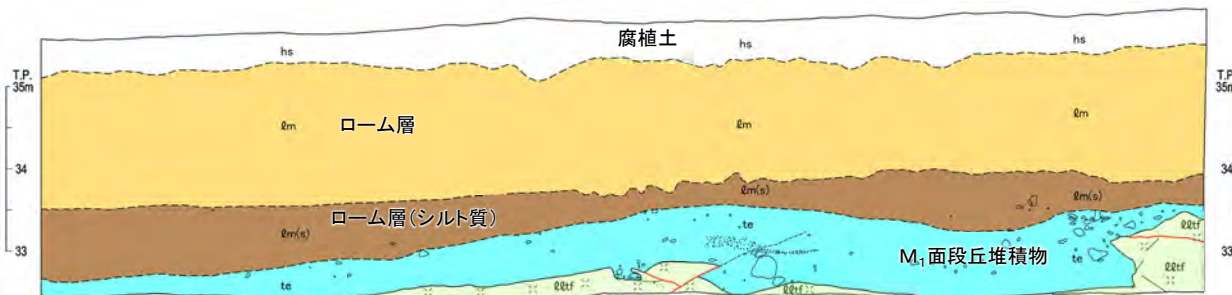 腐植土
hs
hs
hs
T.P.
35m
T.P.
35m
ℓm
ローム層
ℓm
ℓm
34
34
ℓm(s)
ℓm(s)
ローム層(シルト質)
ℓm(s)
te
33
M₁面段丘堆積物
33
te
te
ℓℓtf
ℓℓtf
ℓℓtf